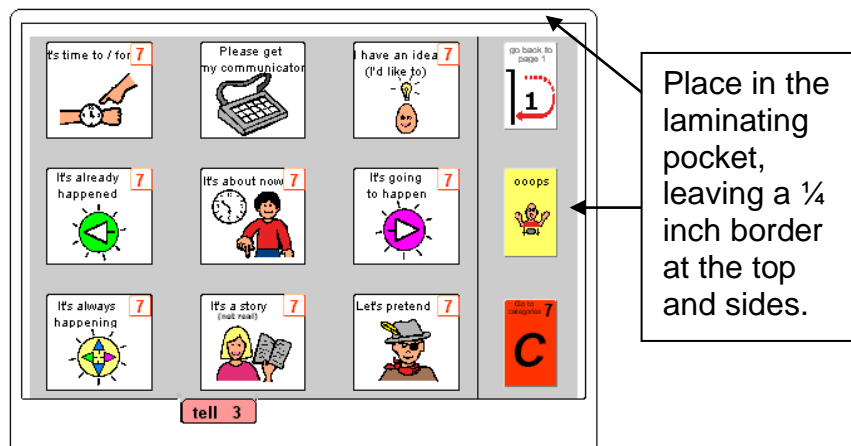 t's time to / for 7
Please get
my communicator
I have an idea 7
(I'd like to)
go back to
page 1
1
It's already 7
happened
It's about now 7
It's going 7
to happen
ooops
It's always 7
happening
It's a story 7
(not real)
Let's pretend 7
Go to
categories 7
C
tell 3
Place in the
laminating
pocket,
leaving a ¼
inch border
at the top
and sides.